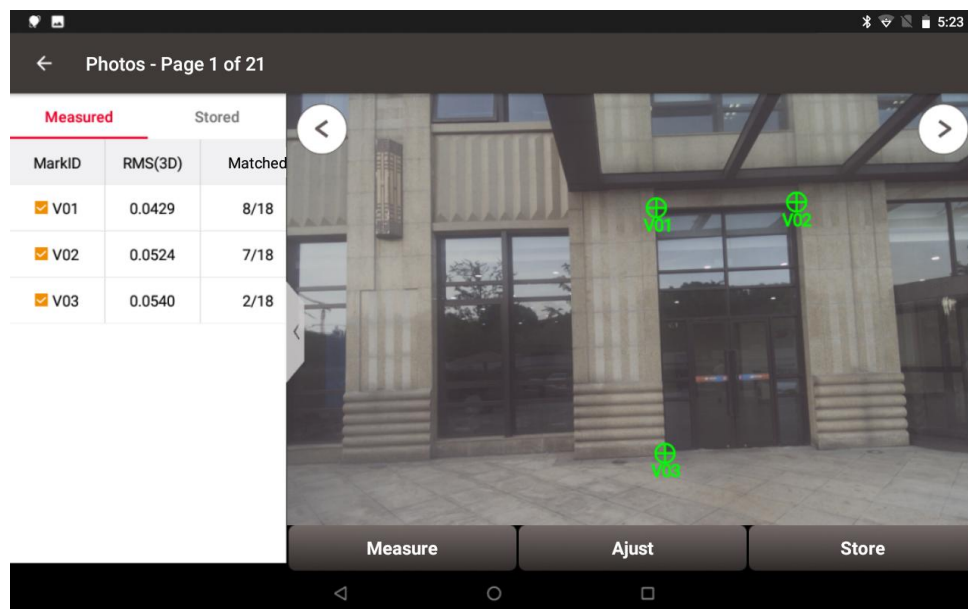 5:23
Photos - Page 1 of 21
Measured Stored
MarkID RMS(3D) Matched
V01 0.0429 8/18
V02 0.0524 7/18
V03 0.0540 2/18
V01
V02
V03
Measure Ajust Store